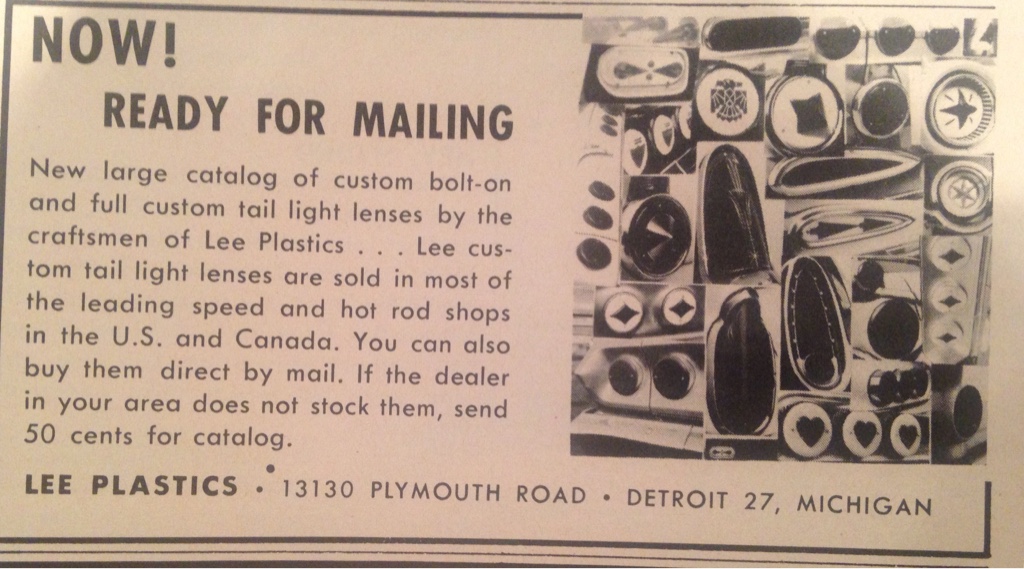 NOW!
READY FOR MAILING
New large catalog of custom bolt-on
and full custom tail light lenses by the
craftsmen of Lee Plastics . . . Lee cus-
tom tail light lenses are sold in most of
the leading speed and hot rod shops
in the U.S. and Canada. You can also
buy them direct by mail. If the dealer
in your area does not stock them, send
50 cents for catalog.
LEE PLASTICS • 13130 PLYMOUTH ROAD • DETROIT 27, MICHIGAN